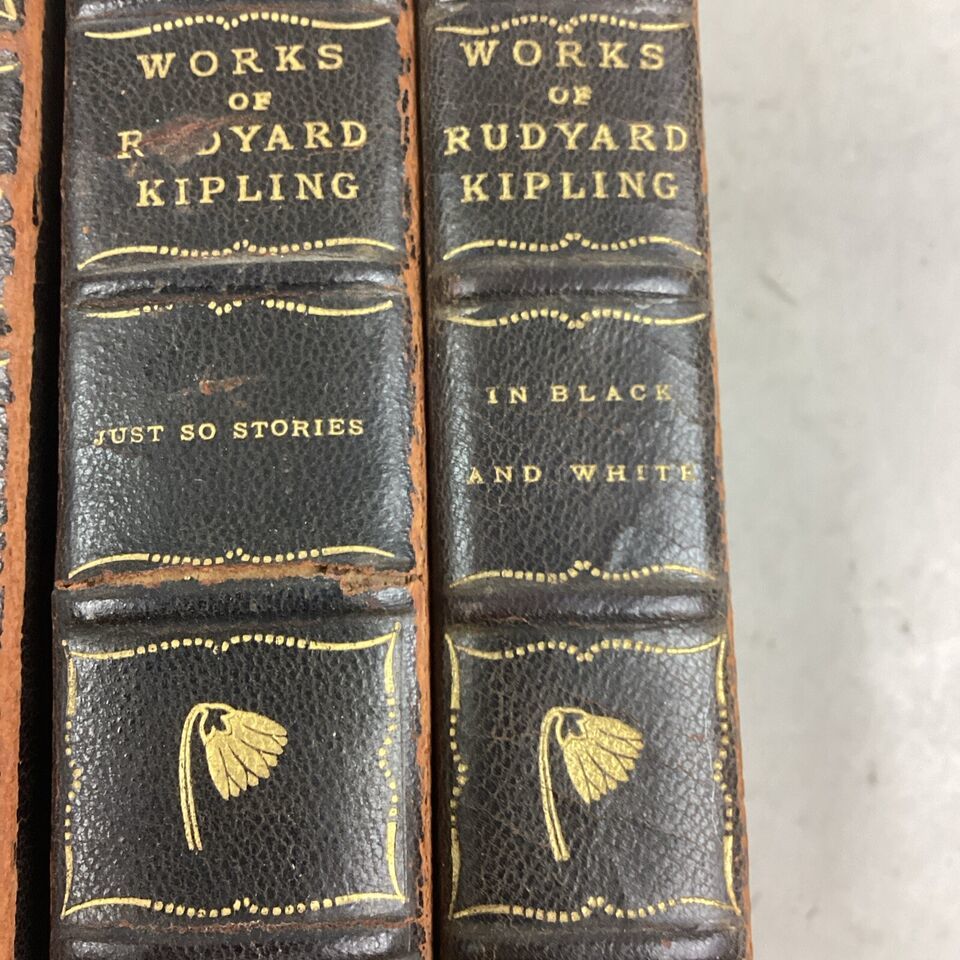 WORKS
OF
RUDYARD
KIPLING
JUST SO STORIES
WORKS
OF
RUDYARD
KIPLING
IN BLACK
AND WHITE